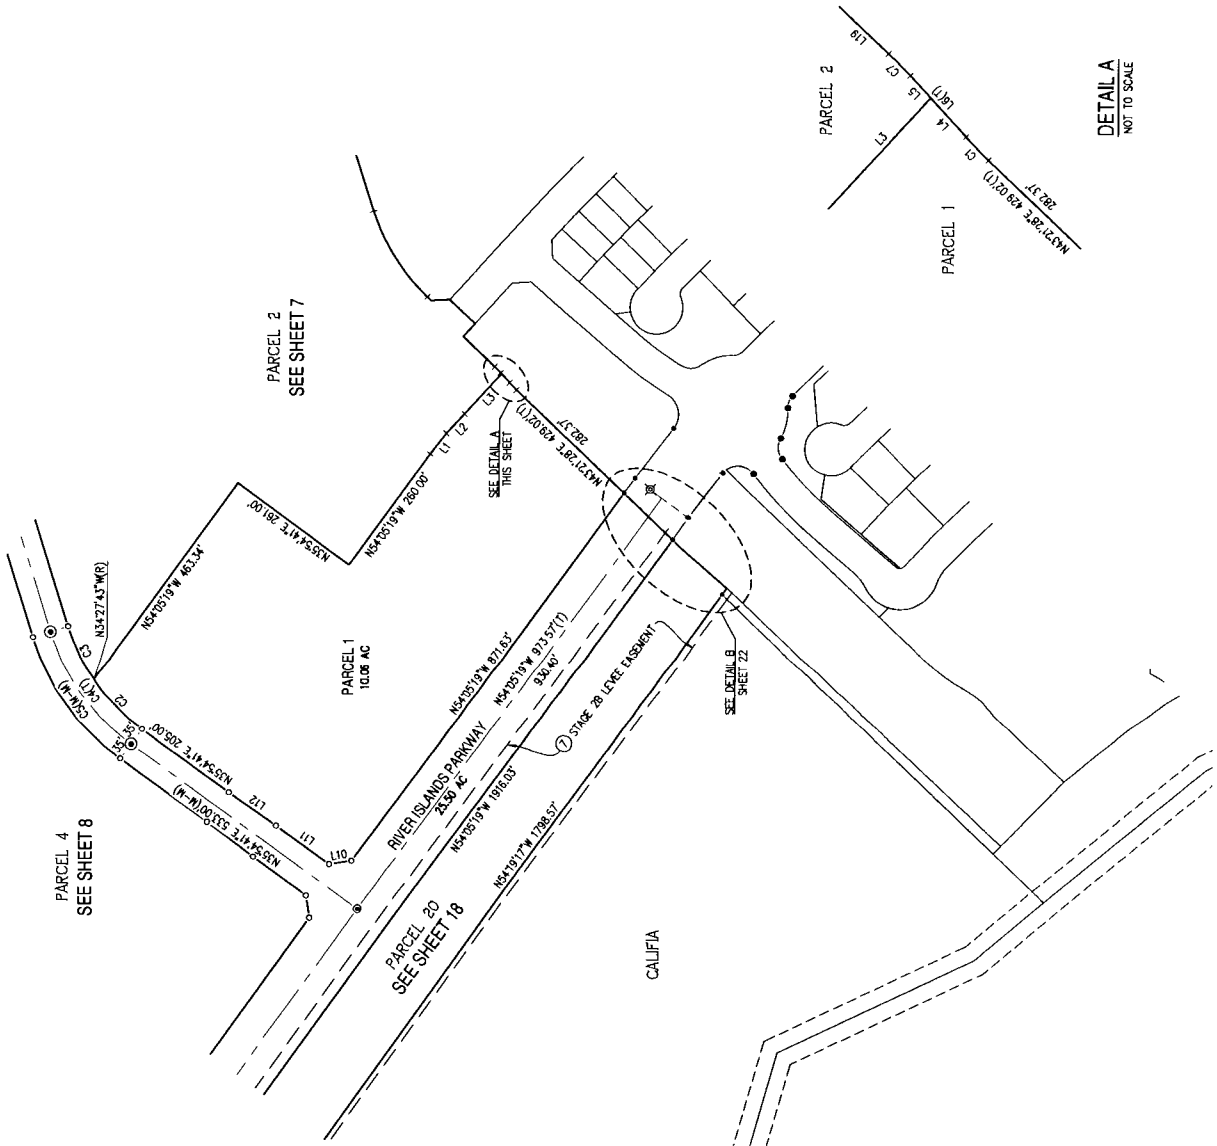 L19
C7
L5
L6(T)
L4
C1
L3
N43°21'28"E 429.02'(T)
282.37'
PARCEL 2
PARCEL 1
DETAIL A
NOT TO SCALE
PARCEL 2
SEE SHEET 7
L3
L2
L1
SEE DETAIL A
THIS SHEET
N43°21'28"E 429.02'(T)
282.37'
N54°05'19"W 260.00'
N35°54'41"E 261.00'
N54°05'19"W 463.34'
N34°27'43"W(R)
C3
C4(T)
C5(M-M)
C2
35'
35'
N35°54'41"E 205.00'
L12
L11
L10
N35°54'41"E 533.00'(M-M)
PARCEL 4
SEE SHEET 8
PARCEL 1
10.06 AC
N54°05'19"W 871.63'
N54°05'19"W 973.57'(T)
930.40'
RIVER ISLANDS PARKWAY
25.50 AC
7 STAGE 2B LEVEE EASEMENT
N54°05'19"W 1916.03'
N54°19'17"W 1798.57'
PARCEL 20
SEE SHEET 18
SEE DETAIL B
SHEET 22
CALIFIA